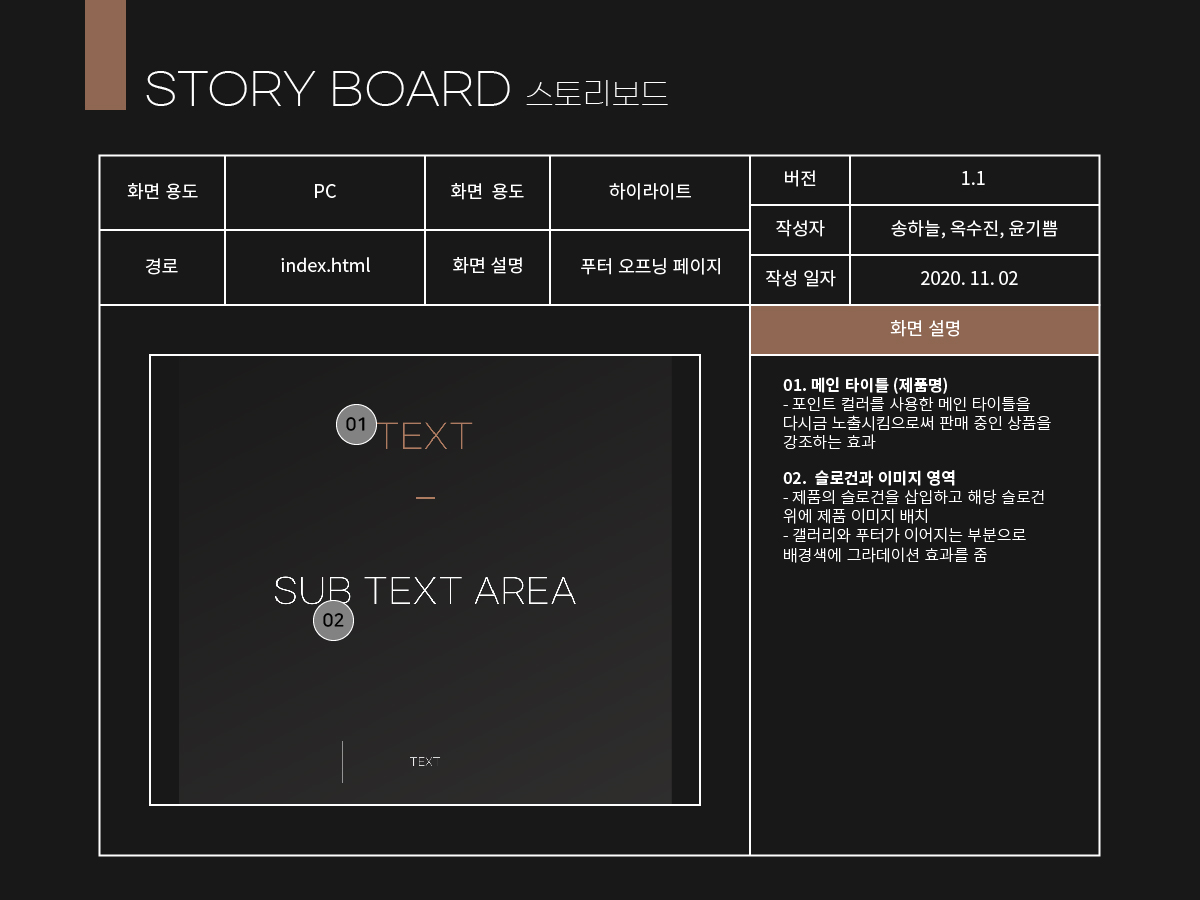 STORY BOARD 스토리보드
화면 용도 PC 화면 용도 하이라이트
버전 1.1
작성자 송하늘, 옥수진, 윤기쁨
경로 index.html 화면 설명 푸터 오프닝 페이지
작성 일자 2020. 11. 02
화면 설명
01
TEXT
SUB TEXT AREA
02
TEXT
01. 메인 타이틀 (제품명)
- 포인트 컬러를 사용한 메인 타이틀을
다시금 노출시킴으로써 판매 중인 상품을
강조하는 효과
02. 슬로건과 이미지 영역
- 제품의 슬로건을 삽입하고 해당 슬로건
위에 제품 이미지 배치
- 갤러리와 푸터가 이어지는 부분으로
배경색에 그라데이션 효과를 줌